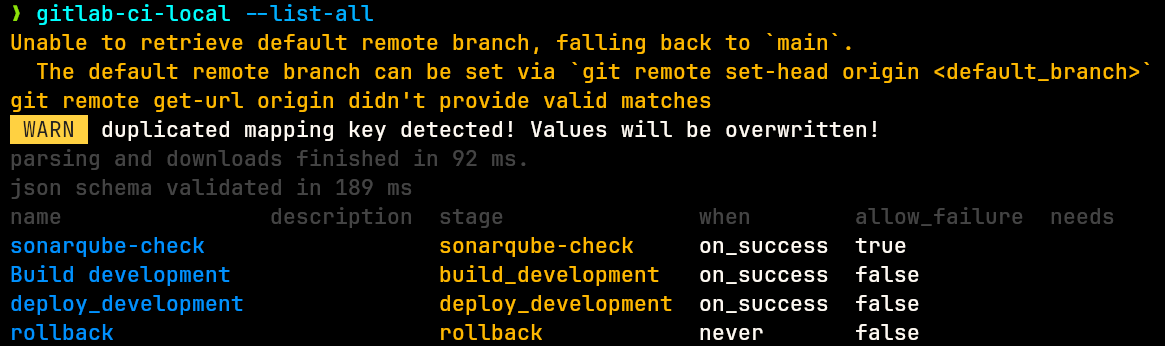 ❯ gitlab-ci-local --list-all
Unable to retrieve default remote branch, falling back to `main`.
  The default remote branch can be set via `git remote set-head origin <default_branch>`
git remote get-url origin didn't provide valid matches
 WARN  duplicated mapping key detected! Values will be overwritten!
parsing and downloads finished in 92 ms.
json schema validated in 189 ms
name                description  stage              when        allow_failure  needs
sonarqube-check                  sonarqube-check    on_success  true
Build development                build_development  on_success  false
deploy_development               deploy_development  on_success  false
rollback                         rollback           never       false